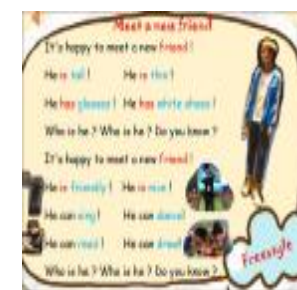 Meet a new friend
It's happy to meet a new friend !
He is tall !  He is thin !
He has glasses !  He has white shoes !
Who is he ? Who is he ? Do you know ?
It's happy to meet a new friend !
He is friendly !  He is nice !
He can sing !  He can dance!
He can read !  He can draw!
Who is he ? Who is he ? Do you know ?
Freestyle